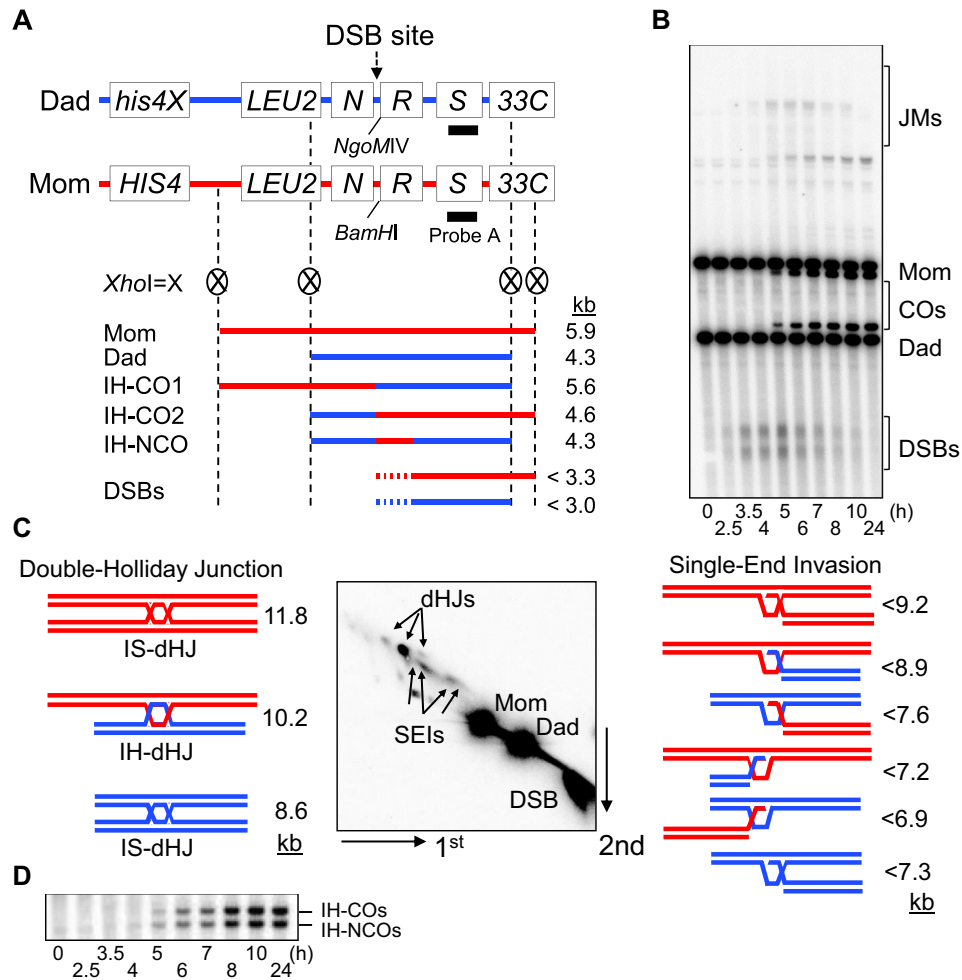 A
DSB site
Dad his4X LEU2 N R S 33C
NgoMIV
Mom HIS4 LEU2 N R S 33C
BamHI Probe A
XhoI=X X X X X
kb
Mom 5.9
Dad 4.3
IH-CO1 5.6
IH-CO2 4.6
IH-NCO 4.3
DSBs < 3.3
< 3.0
B
JMs
Mom
COs
Dad
DSBs
0 3.5 5 7 10 (h)
2.5 4 6 8 24
C
Double-Holliday Junction
11.8
IS-dHJ
10.2
IH-dHJ
8.6
IS-dHJ kb
dHJs
Mom
Dad
SEIs
DSB
1st
2nd
Single-End Invasion
<9.2
<8.9
<7.6
<7.2
<6.9
<7.3
kb
D
IH-COs
IH-NCOs
0 3.5 5 7 10 (h)
2.5 4 6 8 24